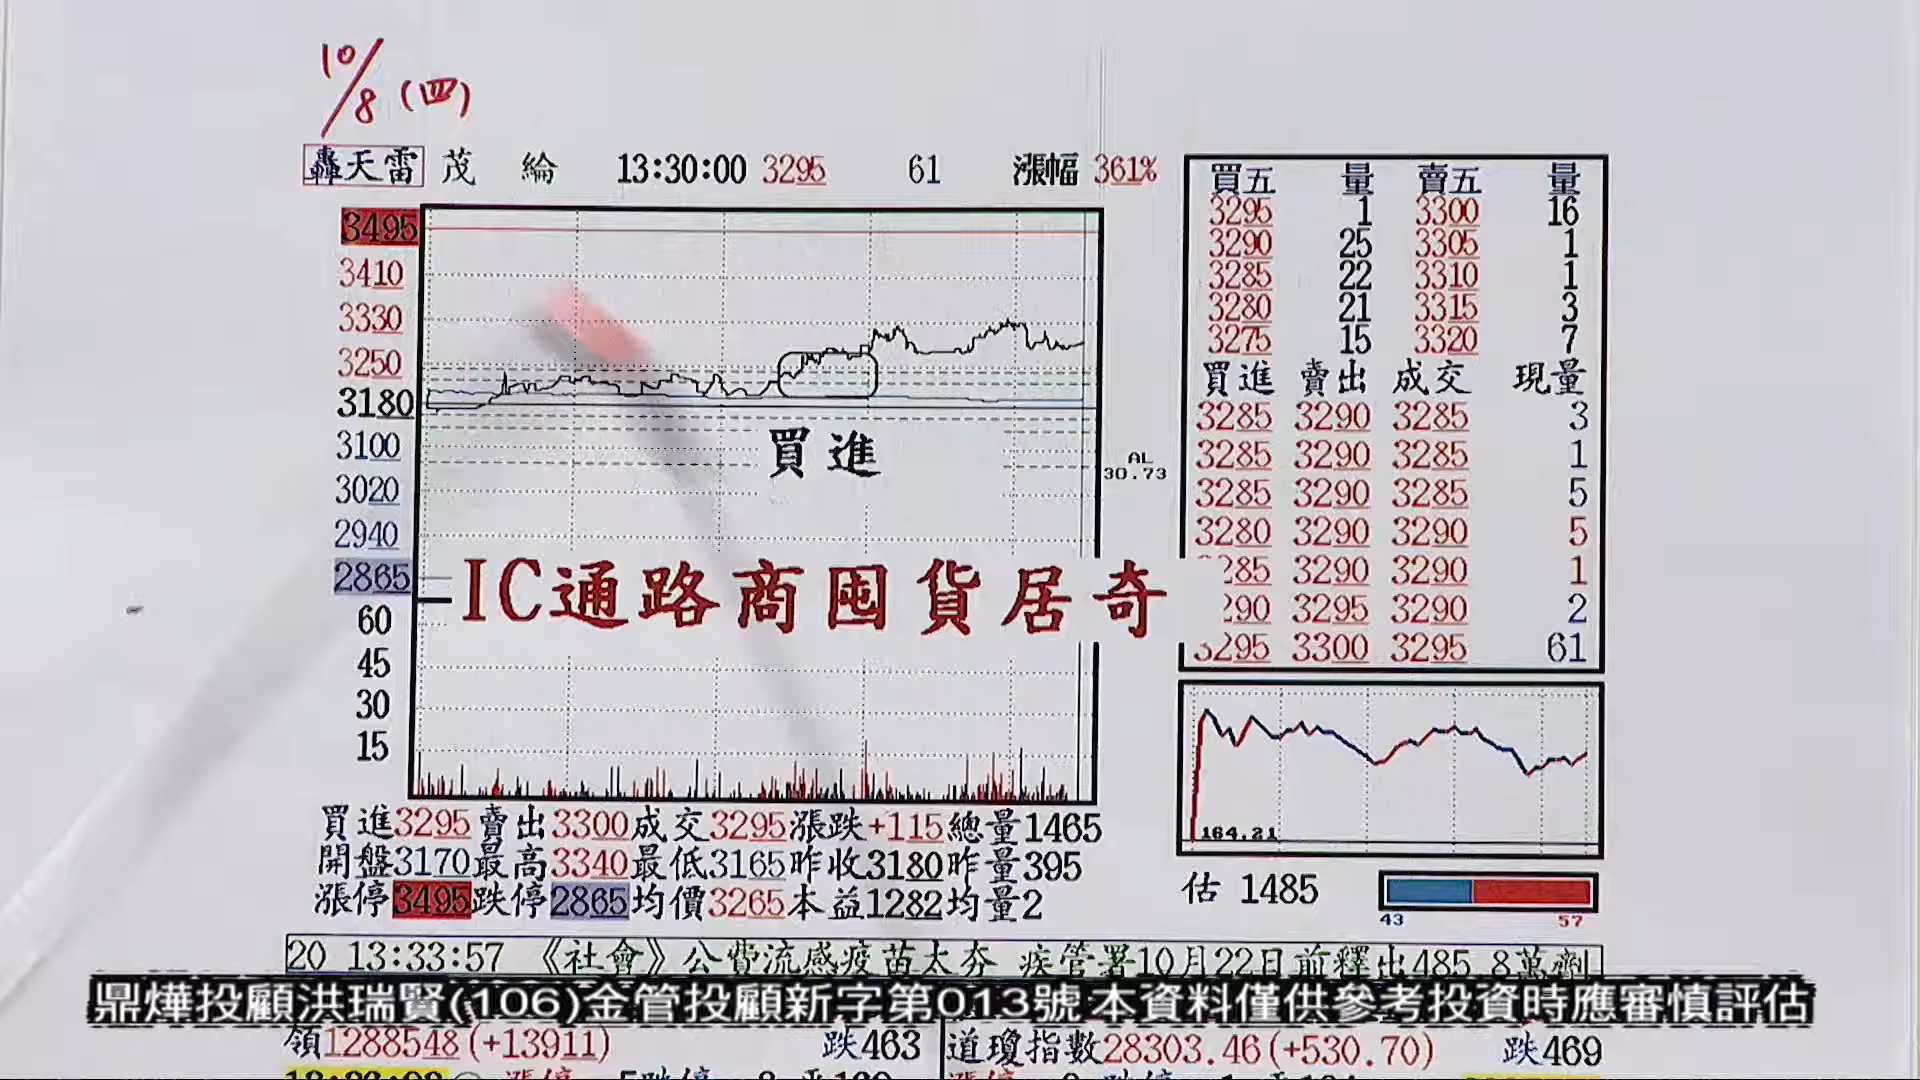 10/8 (四)
轟天雷 茂 綸 13:30:00 3295 61 漲幅 361%
3495
3410
3330
3250
3180
3100
3020
2940
2865
60
45
30
15
買進
AL
30.73
IC通路商囤貨居奇
買五 量 賣五 量
3295 1 3300 16
3290 25 3305 1
3285 22 3310 1
3280 21 3315 3
3275 15 3320 7
買進 賣出 成交 現量
3285 3290 3285 3
3285 3290 3285 1
3285 3290 3285 5
3280 3290 3290 5
285 3290 3290 1
290 3295 3290 2
3295 3300 3295 61
164.21
估 1485
43 57
買進3295賣出3300成交3295漲跌+115總量1465
開盤3170最高3340最低3165昨收3180昨量395
漲停3495跌停2865均價3265本益1282均量2
20 13:33:57 《社會》公費流感疫苗太夯 疾管署10月22日前釋出485.8萬劑
鼎燁投顧洪瑞賢(106)金管投顧新字第013號 本資料僅供參考投資時應審慎評估
領1288548(+13911) 跌463 道瓊指數28303.46(+530.70) 跌469